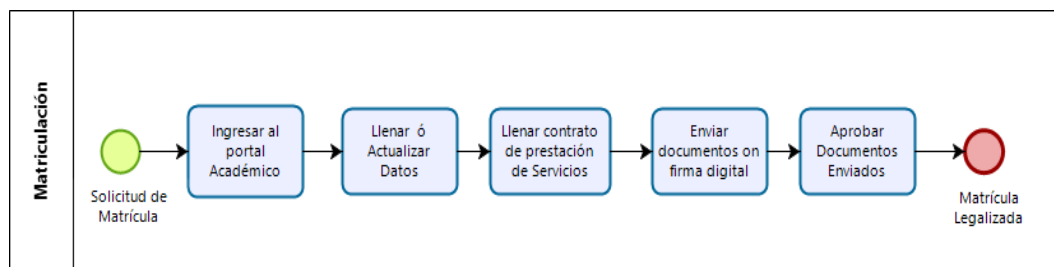 Matriculación
Solicitud de
Matrícula
Ingresar al
portal
Académico
Llenar ó
Actualizar
Datos
Llenar contrato
de prestación
de Servicios
Enviar
documentos on
firma digital
Aprobar
Documentos
Enviados
Matrícula
Legalizada